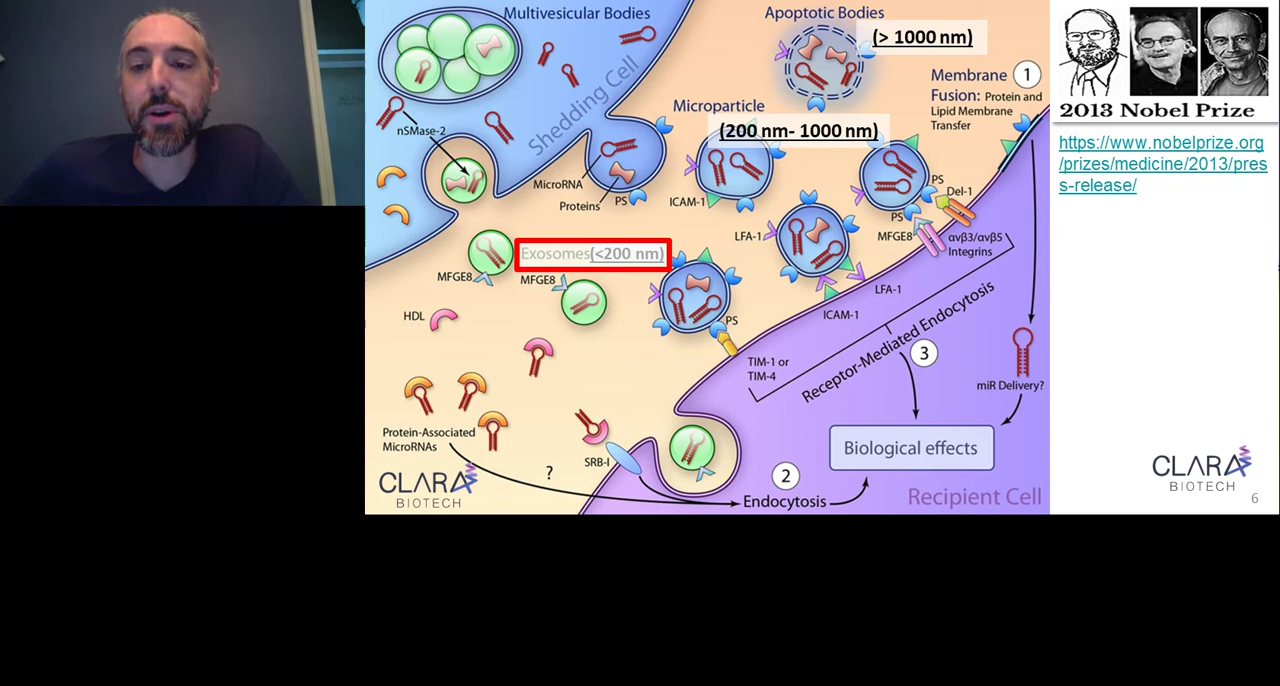 Multivesicular Bodies
Apoptotic Bodies
(> 1000 nm)
Shedding Cell
Microparticle
(200 nm- 1000 nm)
Membrane
Fusion: Protein and
Lipid Membrane
Transfer
1
nSMase-2
MicroRNA
Proteins
PS
ICAM-1
LFA-1
PS
Del-1
PS
MFGE8
αvβ3/αvβ5
Integrins
Exosomes(<200 nm)
MFGE8
MFGE8
HDL
PS
LFA-1
ICAM-1
TIM-1 or
TIM-4
Receptor-Mediated Endocytosis
3
miR Delivery?
Protein-Associated
MicroRNAs
SRB-I
?
2
Endocytosis
Biological effects
Recipient Cell
CLARA
BIOTECH
2013 Nobel Prize
https://www.nobelprize.org
/prizes/medicine/2013/pres
s-release/
CLARA
BIOTECH
6